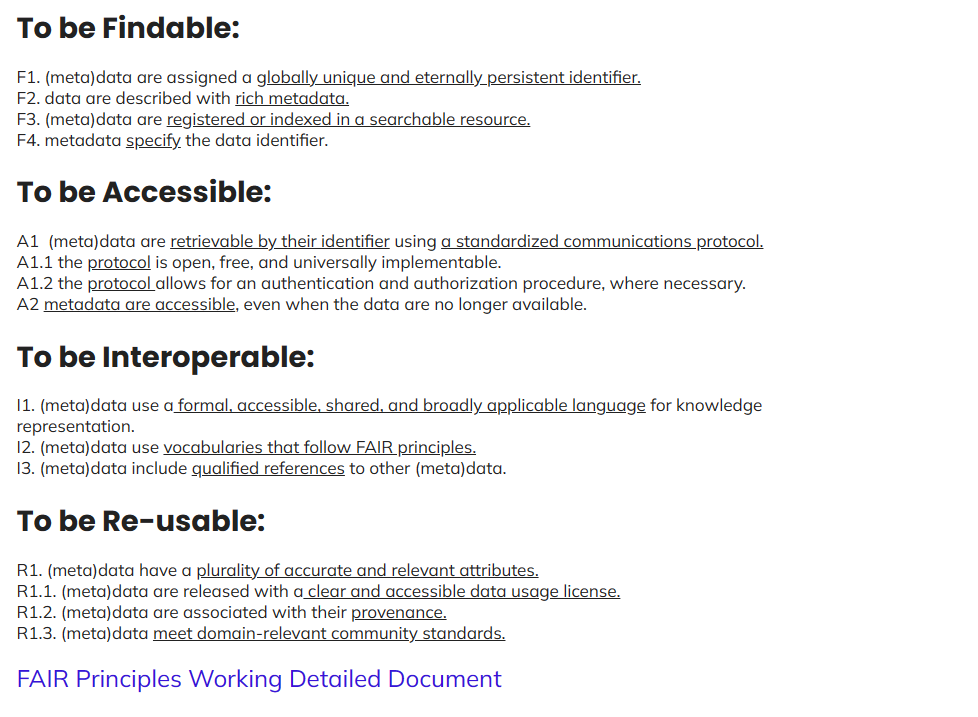 To be Findable:
F1. (meta)data are assigned a globally unique and eternally persistent identifier.
F2. data are described with rich metadata.
F3. (meta)data are registered or indexed in a searchable resource.
F4. metadata specify the data identifier.
To be Accessible:
A1  (meta)data are retrievable by their identifier using a standardized communications protocol.
A1.1 the protocol is open, free, and universally implementable.
A1.2 the protocol allows for an authentication and authorization procedure, where necessary.
A2 metadata are accessible, even when the data are no longer available.
To be Interoperable:
I1. (meta)data use a formal, accessible, shared, and broadly applicable language for knowledge
representation.
I2. (meta)data use vocabularies that follow FAIR principles.
I3. (meta)data include qualified references to other (meta)data.
To be Re-usable:
R1. (meta)data have a plurality of accurate and relevant attributes.
R1.1. (meta)data are released with a clear and accessible data usage license.
R1.2. (meta)data are associated with their provenance.
R1.3. (meta)data meet domain-relevant community standards.
FAIR Principles Working Detailed Document